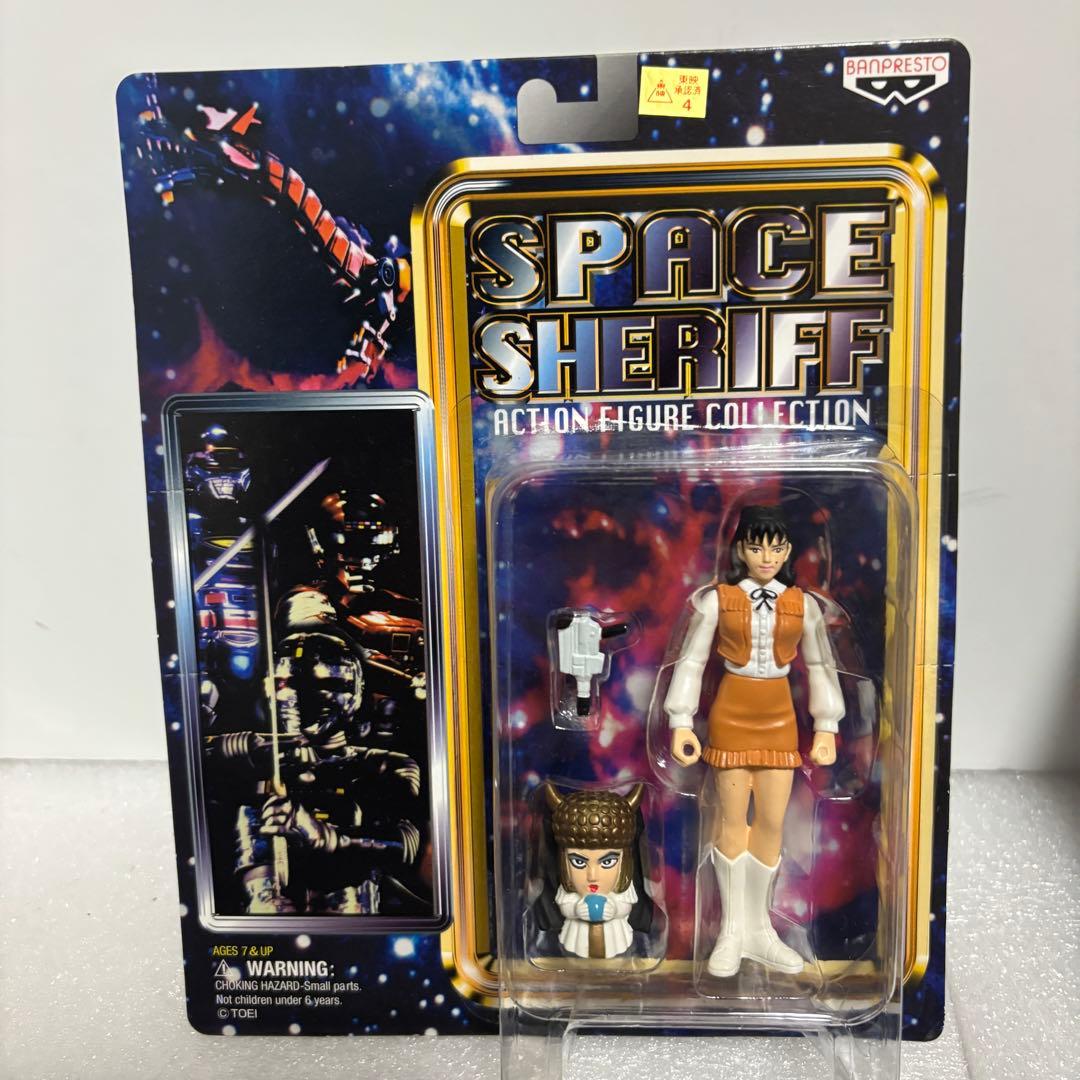 東映
承認済
4
BANPRESTO
SPACE
SHERIFF
ACTION FIGURE COLLECTION
AGES 7 & UP
WARNING:
CHOKING HAZARD-Small parts.
Not children under 6 years.
© TOEI